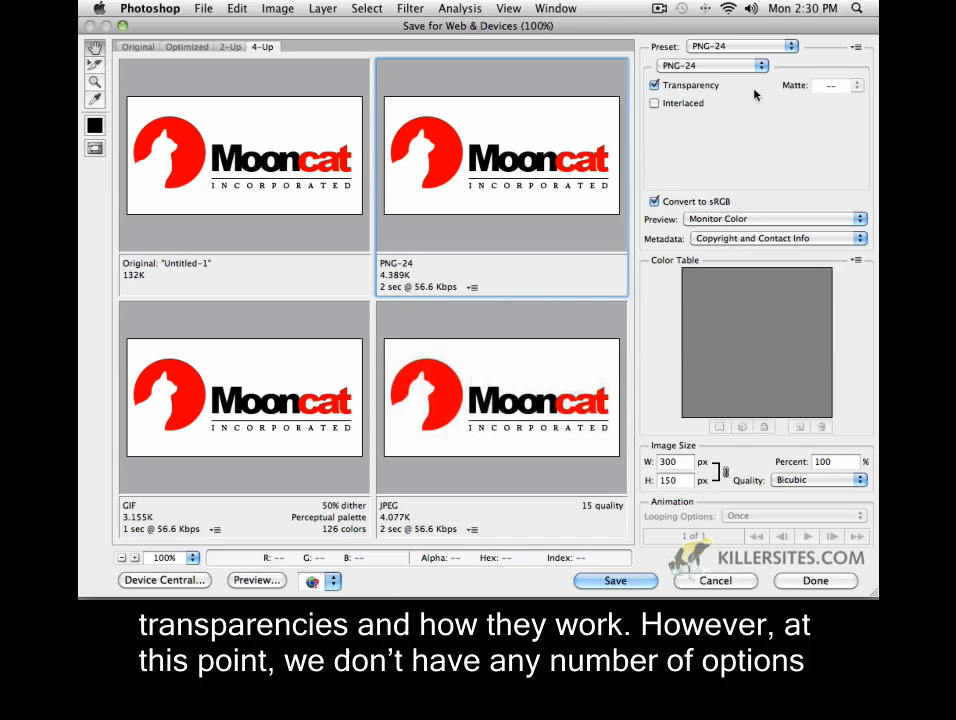 Photoshop File Edit Image Layer Select Filter Analysis View Window Mon 2:30 PM
Save for Web & Devices (100%)
Original Optimized 2-Up 4-Up
Preset: PNG-24
PNG-24
Transparency Matte: --
Interlaced
Convert to sRGB
Preview: Monitor Color
Metadata: Copyright and Contact Info
Color Table
Mooncat
INCORPORATED
Mooncat
INCORPORATED
Original: "Untitled-1"
132K
PNG-24
4.389K
2 sec @ 56.6 Kbps
Mooncat
INCORPORATED
Mooncat
INCORPORATED
GIF 50% dither
3.155K Perceptual palette
1 sec @ 56.6 Kbps 126 colors
JPEG 15 quality
4.077K
2 sec @ 56.6 Kbps
Image Size
W: 300 px Percent: 100 %
H: 150 px Quality: Bicubic
Animation
Looping Options: Once
1 of 1
KILLERSITES.COM
100% R: -- G: -- B: -- Alpha: -- Hex: -- Index: --
Device Central... Preview... Save Cancel Done
transparencies and how they work. However, at
this point, we don’t have any number of options